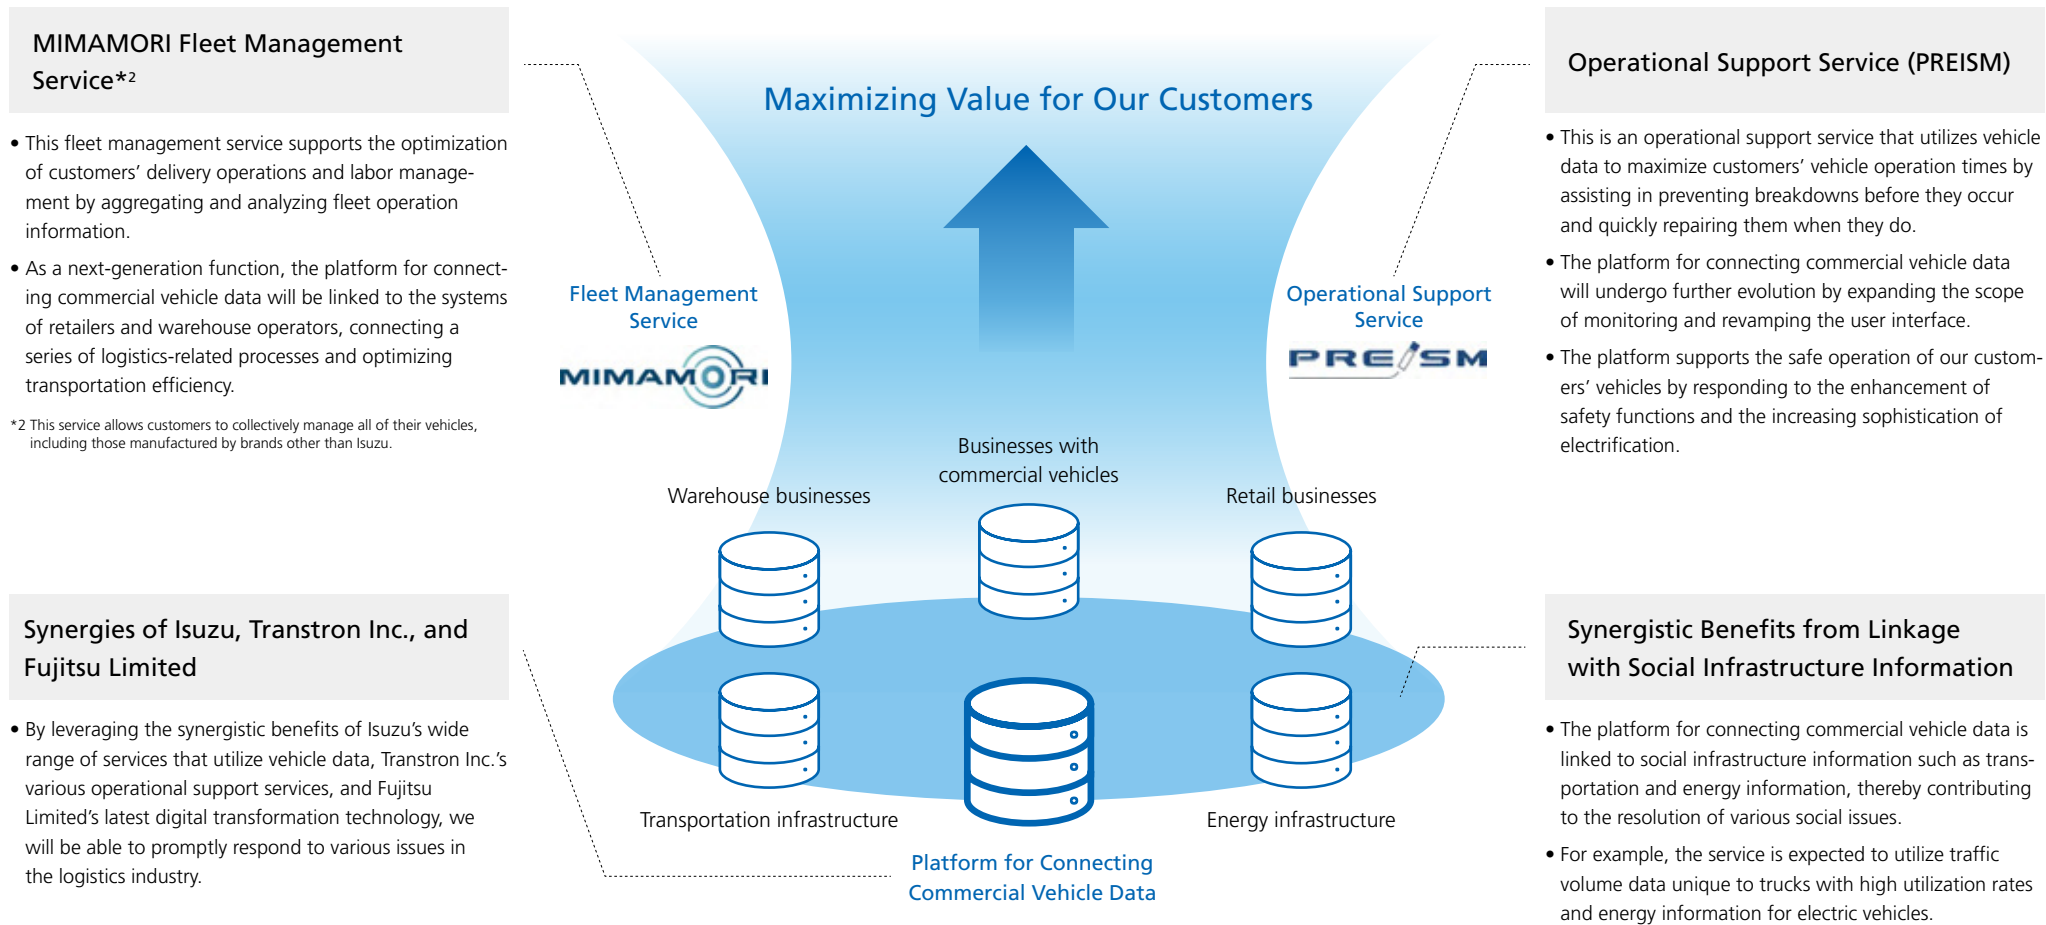 MIMAMORI Fleet Management
Service*2
• This fleet management service supports the optimization
of customers’ delivery operations and labor manage-
ment by aggregating and analyzing fleet operation
information.
• As a next-generation function, the platform for connect-
ing commercial vehicle data will be linked to the systems
of retailers and warehouse operators, connecting a
series of logistics-related processes and optimizing
transportation efficiency.
*2 This service allows customers to collectively manage all of their vehicles,
including those manufactured by brands other than Isuzu.
Synergies of Isuzu, Transtron Inc., and
Fujitsu Limited
• By leveraging the synergistic benefits of Isuzu’s wide
range of services that utilize vehicle data, Transtron Inc.’s
various operational support services, and Fujitsu
Limited’s latest digital transformation technology, we
will be able to promptly respond to various issues in
the logistics industry.
Maximizing Value for Our Customers
Fleet Management
Service
MIMAMORI
Operational Support
Service
PREISM
Businesses with
commercial vehicles
Warehouse businesses
Retail businesses
Transportation infrastructure
Energy infrastructure
Platform for Connecting
Commercial Vehicle Data
Operational Support Service (PREISM)
• This is an operational support service that utilizes vehicle
data to maximize customers’ vehicle operation times by
assisting in preventing breakdowns before they occur
and quickly repairing them when they do.
• The platform for connecting commercial vehicle data
will undergo further evolution by expanding the scope
of monitoring and revamping the user interface.
• The platform supports the safe operation of our custom-
ers’ vehicles by responding to the enhancement of
safety functions and the increasing sophistication of
electrification.
Synergistic Benefits from Linkage
with Social Infrastructure Information
• The platform for connecting commercial vehicle data is
linked to social infrastructure information such as trans-
portation and energy information, thereby contributing
to the resolution of various social issues.
• For example, the service is expected to utilize traffic
volume data unique to trucks with high utilization rates
and energy information for electric vehicles.